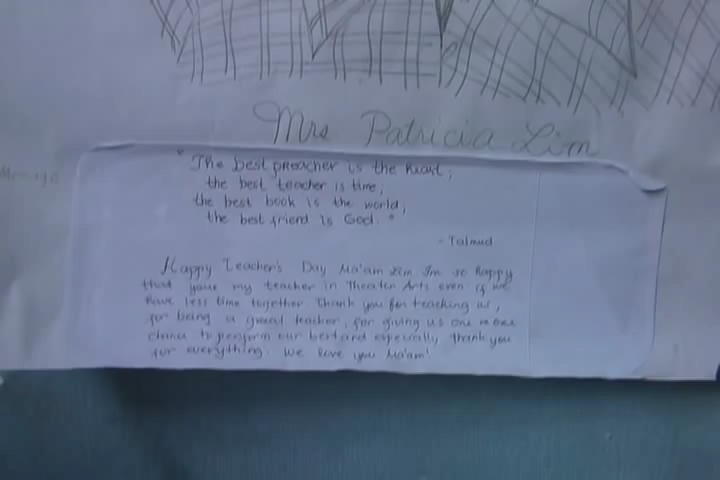 Mrs Patricia Lim
"The best preacher is the heart;
the best teacher is time,
the best book is the world,
the best friend is God."
- Talmud
Happy Teacher's Day Ma'am Lim Im so happy
that your my teacher in Theater Arts even if we
have less time together Thank you for teaching us,
for being a great teacher, for giving us one more
chance to perform our best and especially thank you
for everything. We love you Ma'am!